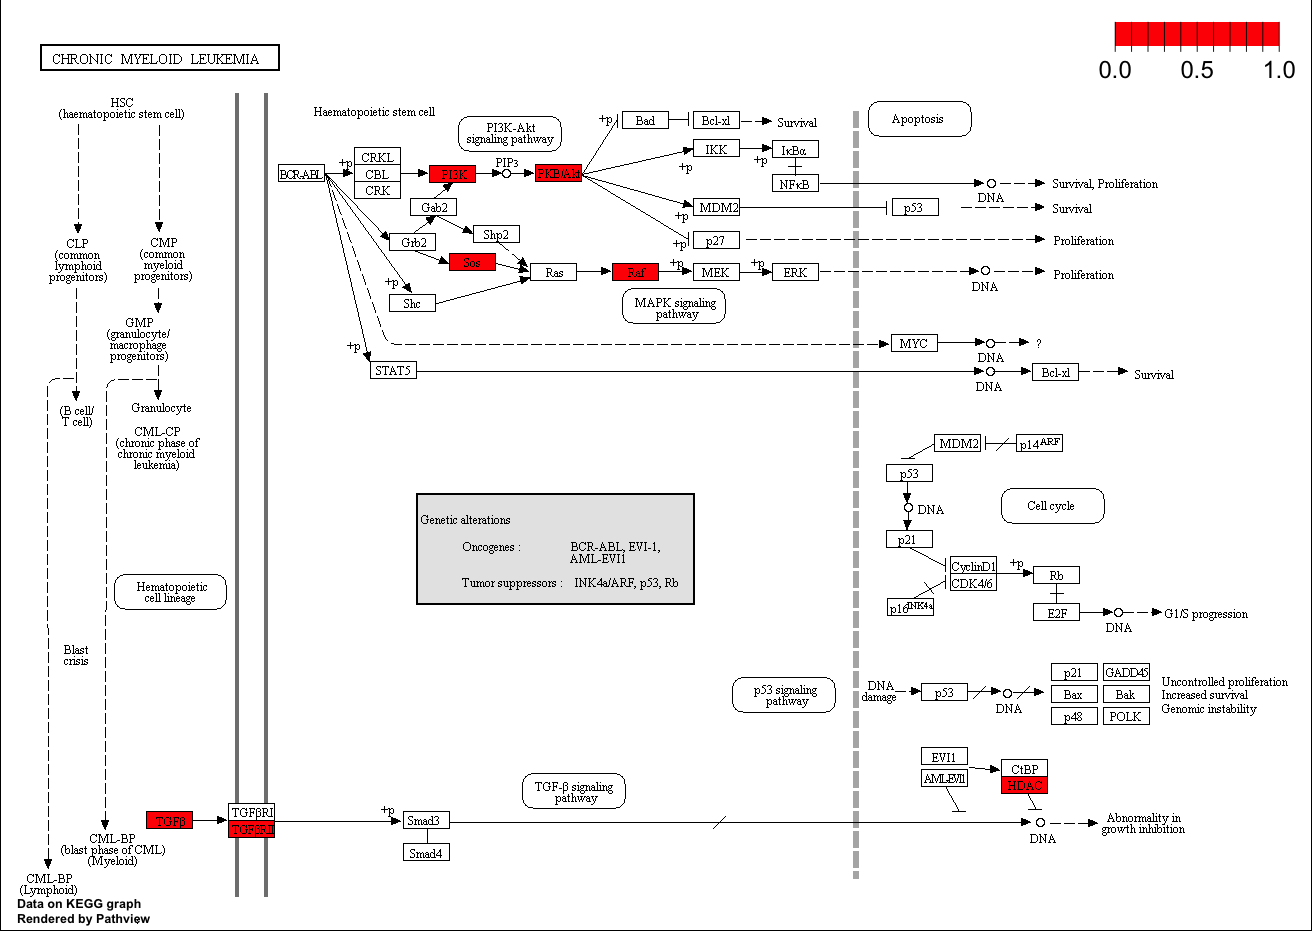 CHRONIC MYELOID LEUKEMIA
0.0 0.5 1.0
HSC
(haematopoietic stem cell)
CLP
(common
lymphoid
progenitors)
CMP
(common
myeloid
progenitors)
GMP
(granulocyte/
macrophage
progenitors)
(B cell/
T cell)
Granulocyte
CML-CP
(chronic phase of
chronic myeloid
leukemia)
Hematopoietic
cell lineage
Blast
crisis
CML-BP
(blast phase of CML)
(Myeloid)
CML-BP
(Lymphoid)
Haematopoietic stem cell
PI3K-Akt
signaling pathway
BCR-ABL
+p
CRKL
CBL
CRK
PI3K
PIP3
PKB/Akt
Gab2
Grb2
Shp2
Sos
+p
Shc
Ras
Raf
+p
MEK
+p
ERK
DNA
Proliferation
MAPK signaling
pathway
+p
STAT5
DNA
Bcl-xl
Survival
MYC
DNA
?
+p
Bad
Bcl-xl
Survival
+p
IKK
+p
IκBα
NFκB
DNA
Survival, Proliferation
+p
MDM2
p53
Survival
+p
p27
Proliferation
Apoptosis
MDM2
p14ARF
p53
DNA
p21
Cell cycle
CyclinD1
CDK4/6
p16INK4a
+p
Rb
E2F
DNA
G1/S progression
Genetic alterations
Oncogenes : BCR-ABL, EVI-1,
AML-EVI1
Tumor suppressors : INK4a/ARF, p53, Rb
p53 signaling
pathway
DNA
damage
p53
DNA
p21
GADD45
Bax
Bak
p48
POLK
Uncontrolled proliferation
Increased survival
Genomic instability
EVI1
AML-EVI1
CtBP
HDAC
TGF-β signaling
pathway
TGFβ
TGFβRI
TGFβRII
+p
Smad3
Smad4
DNA
Abnormality in
growth inhibition
Data on KEGG graph
Rendered by Pathview